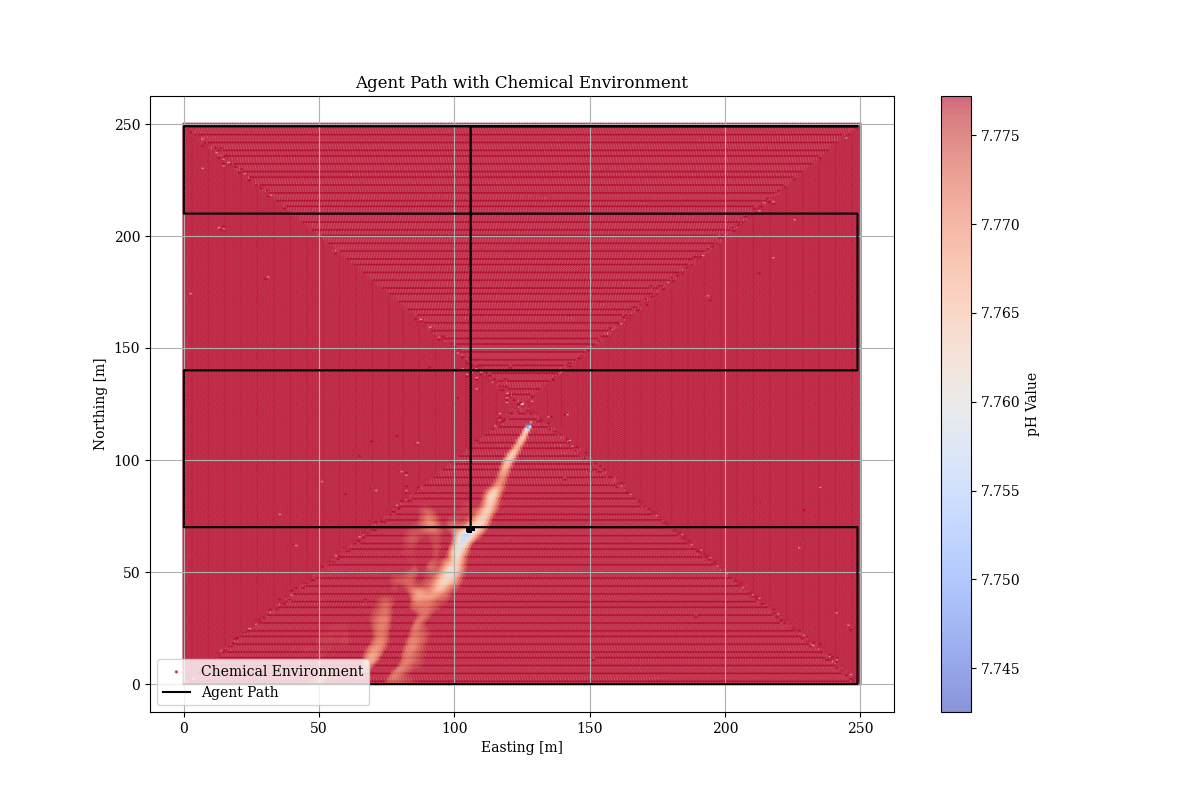 Agent Path with Chemical Environment
250
200
150
100
50
0
Northing [m]
0 50 100 150 200 250
Easting [m]
Chemical Environment
Agent Path
7.775
7.770
7.765
7.760
7.755
7.750
7.745
pH Value